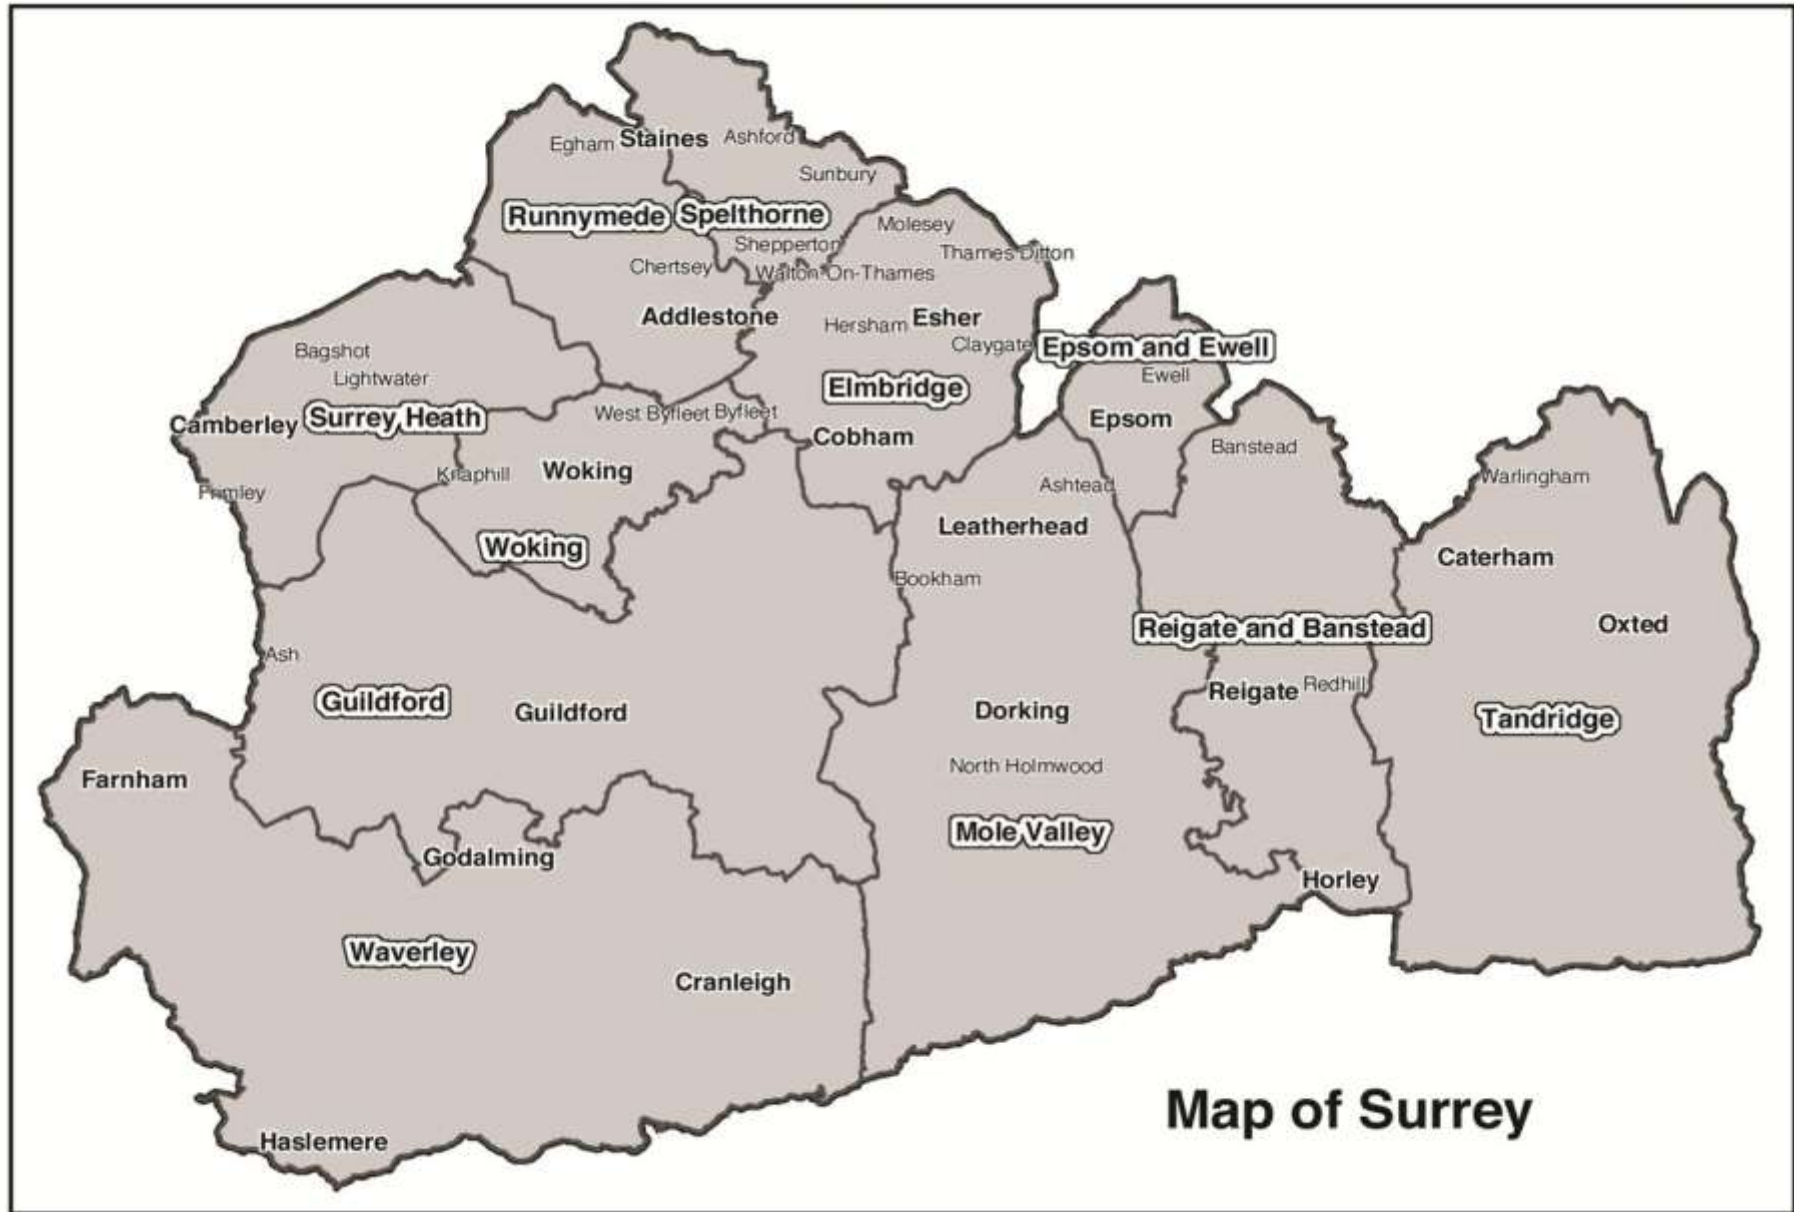 Egham
Staines
Ashford
Sunbury
Runnymede
Spelthorne
Molesey
Shepperton
Thames Ditton
Chertsey
Walton-On-Thames
Addlestone
Hersham
Esher
Claygate
Epsom and Ewell
Bagshot
Ewell
Lightwater
Elmbridge
Camberley
Surrey Heath
West Byfleet
Byfleet
Epsom
Cobham
Banstead
Knaphill
Woking
Warlingham
Frimley
Ashtead
Leatherhead
Woking
Caterham
Bookham
Reigate and Banstead
Oxted
Ash
Reigate
Redhill
Guildford
Guildford
Dorking
Tandridge
North Holmwood
Farnham
Mole Valley
Godalming
Horley
Waverley
Cranleigh
Map of Surrey
Haslemere